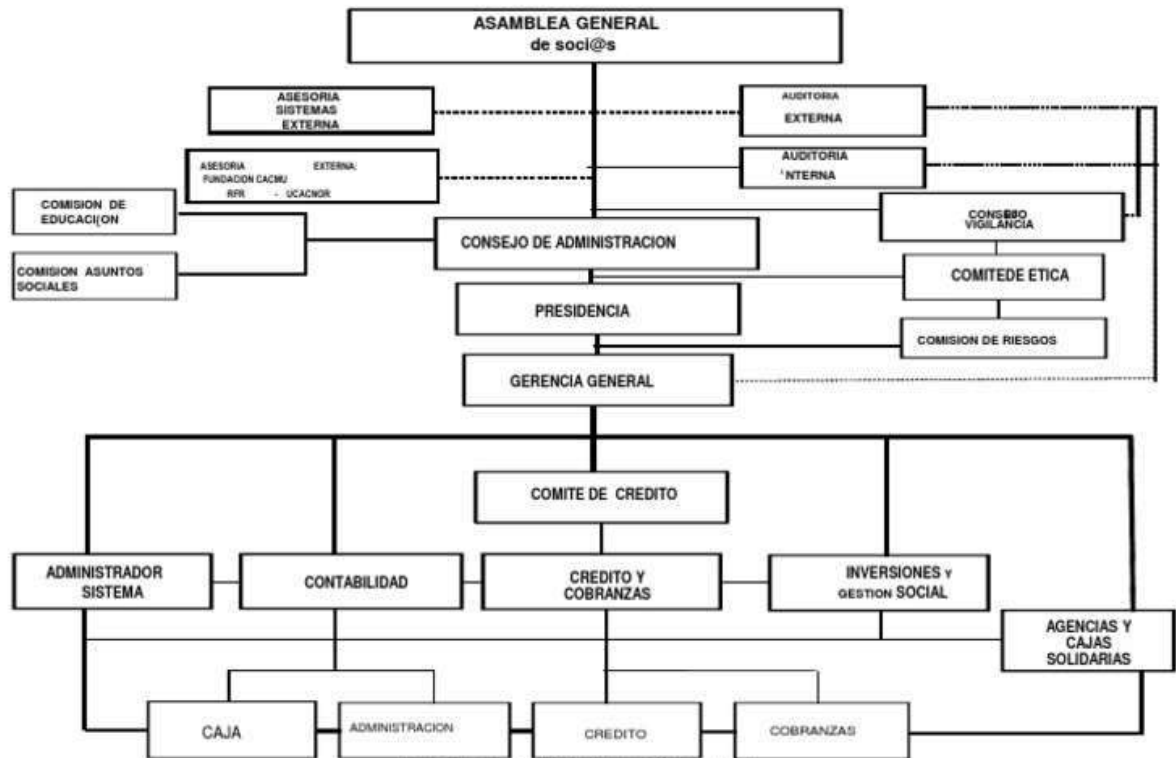 ASAMBLEA GENERAL
de soci@s
ASESORIA
SISTEMAS
EXTERNA
AUDITORIA
EXTERNA
ASESORIA EXTERNA:
FUNDACION CACMU
RFR - UCACNOR
AUDITORIA
'NTERNA
COMISION DE
EDUCACI(ON
CONSEJO DE ADMINISTRACION
VIGILANCIA
COMISION ASUNTOS
SOCIALES
COMITEDE ETICA
PRESIDENCIA
COMISION DE RIESGOS
GERENCIA GENERAL
COMITE DE CREDITO
ADMINISTRADOR
SISTEMA
CONTABILIDAD
CREDITO Y
COBRANZAS
INVERSIONES Y
GESTION SOCIAL
AGENCIAS Y
CAJAS
SOLIDARIAS
CAJA
ADMINISTRACION
CREDITO
COBRANZAS